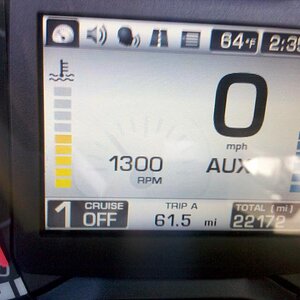 64°F 2:35
0
mph
1300
RPM
AUX
1 CRUISE OFF
TRIP A
61.5 mi
TOTAL (mi)
22172